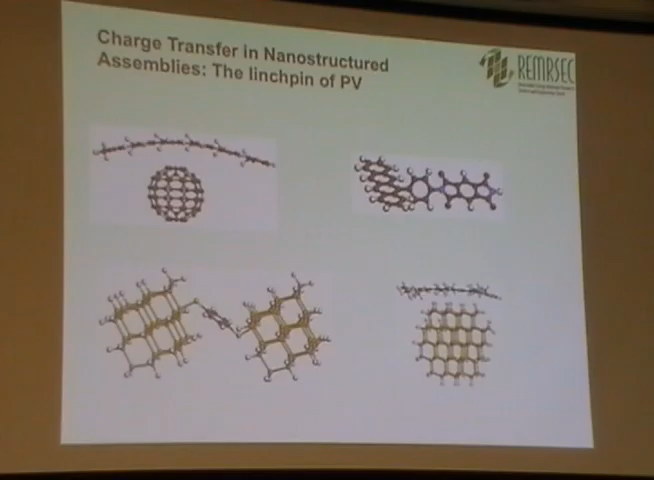 Charge Transfer in Nanostructured
Assemblies: The linchpin of PV
REMRSEC